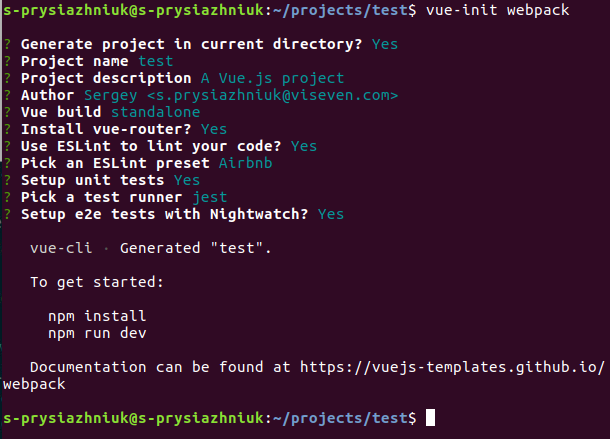 s-prysiazhniuk@s-prysiazhniuk:~/projects/test$ vue-init webpack
? Generate project in current directory? Yes
? Project name test
? Project description A Vue.js project
? Author Sergey <s.prysiazhniuk@viseven.com>
? Vue build standalone
? Install vue-router? Yes
? Use ESLint to lint your code? Yes
? Pick an ESLint preset Airbnb
? Setup unit tests Yes
? Pick a test runner jest
? Setup e2e tests with Nightwatch? Yes
vue-cli · Generated "test".
To get started:
npm install
npm run dev
Documentation can be found at https://vuejs-templates.github.io/
webpack
s-prysiazhniuk@s-prysiazhniuk:~/projects/test$